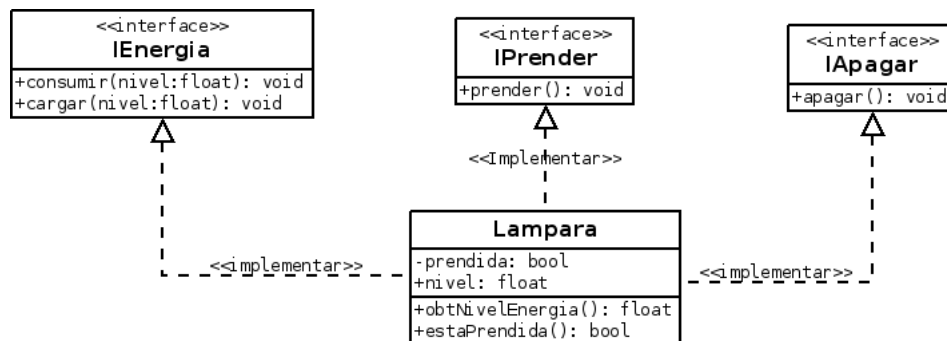 <<interface>>
IEnergia
+consumir(nivel:float): void
+cargar(nivel:float): void
<<interface>>
IPrender
+prender(): void
<<interface>>
IApagar
+apagar(): void
<<Implementar>>
<<implementar>>
<<implementar>>
Lampara
-prendida: bool
+nivel: float
+obtNivelEnergia(): float
+estaPrendida(): bool